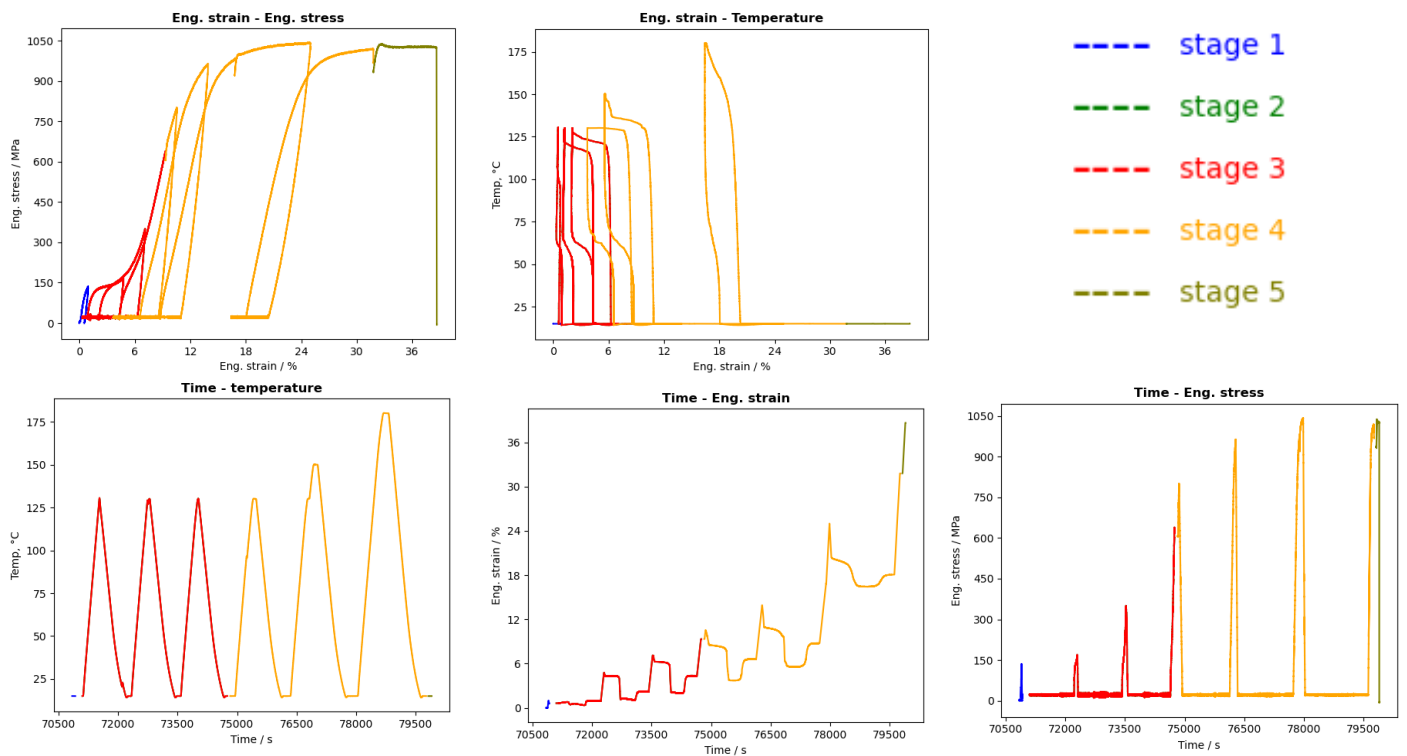 Eng. strain - Eng. stress
Eng. stress / MPa
1050
900
750
600
450
300
150
0
0 6 12 18 24 30 36
Eng. strain / %
Eng. strain - Temperature
Temp, °C
175
150
125
100
75
50
25
0 6 12 18 24 30 36
Eng. strain / %
stage 1
stage 2
stage 3
stage 4
stage 5
Time - temperature
Temp, °C
175
150
125
100
75
50
25
70500 72000 73500 75000 76500 78000 79500
Time / s
Time - Eng. strain
Eng. strain / %
36
30
24
18
12
6
0
70500 72000 73500 75000 76500 78000 79500
Time / s
Time - Eng. stress
Eng. stress / MPa
1050
900
750
600
450
300
150
0
70500 72000 73500 75000 76500 78000 79500
Time / s